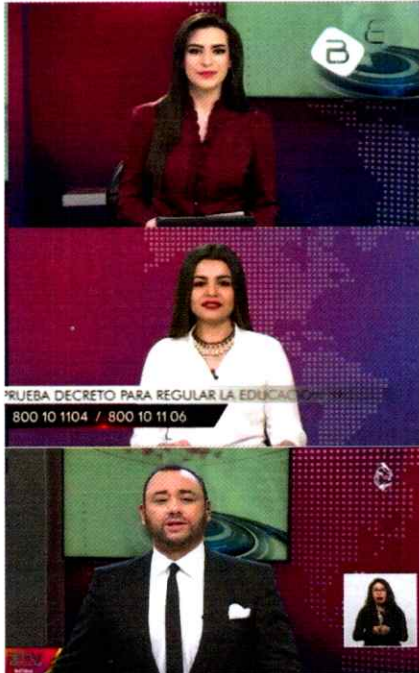 B
PRUEBA DECRETO PARA REGULAR LA EDUCACIÓN
800 10 1104 / 800 10 11 06